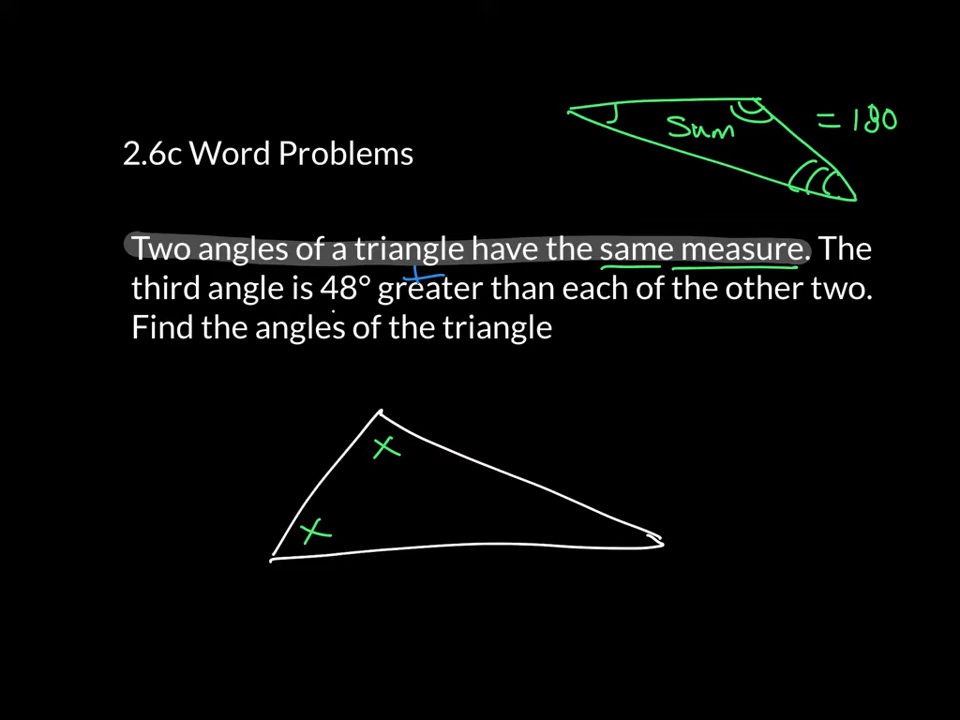 Sum = 180
2.6c Word Problems
Two angles of a triangle have the same measure. The
+
third angle is 48° greater than each of the other two.
Find the angles of the triangle
x
x